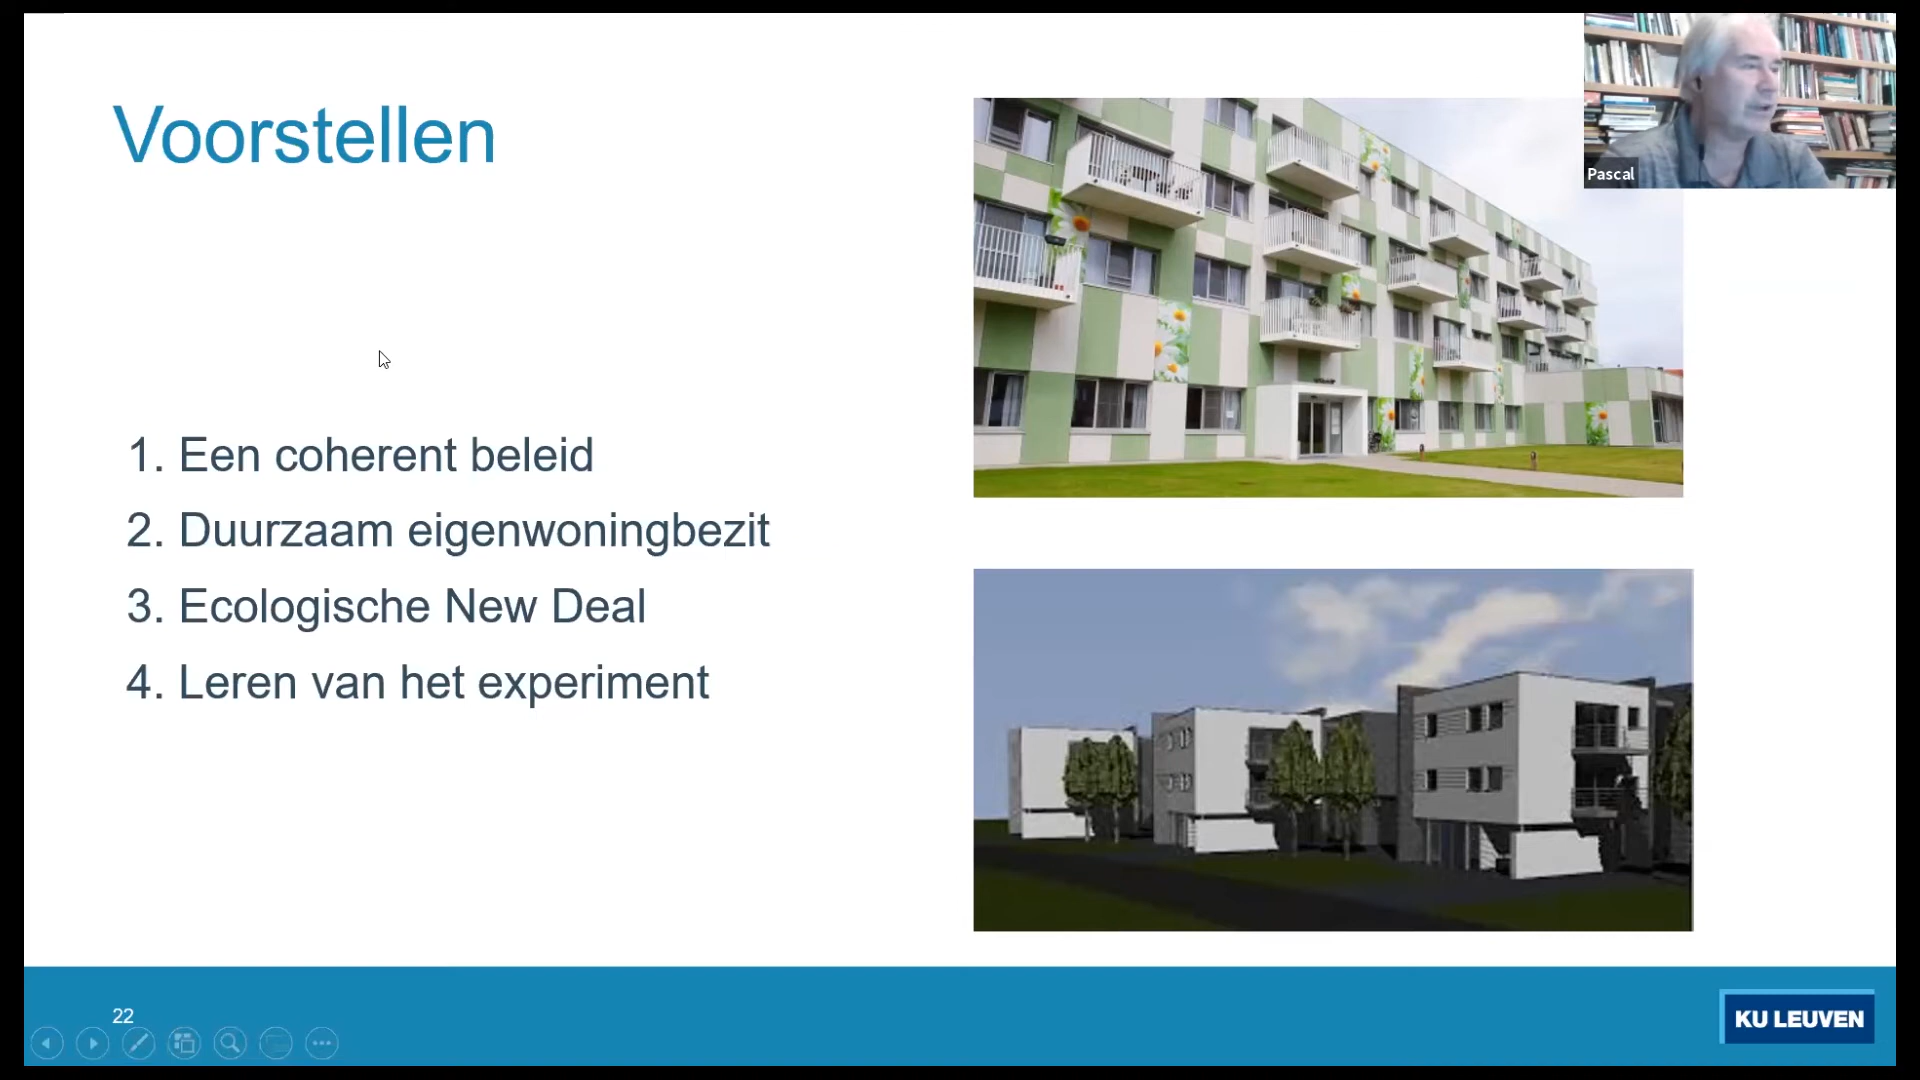 Voorstellen
Pascal
1. Een coherent beleid
2. Duurzaam eigenwoningbezit
3. Ecologische New Deal
4. Leren van het experiment
22
KU LEUVEN